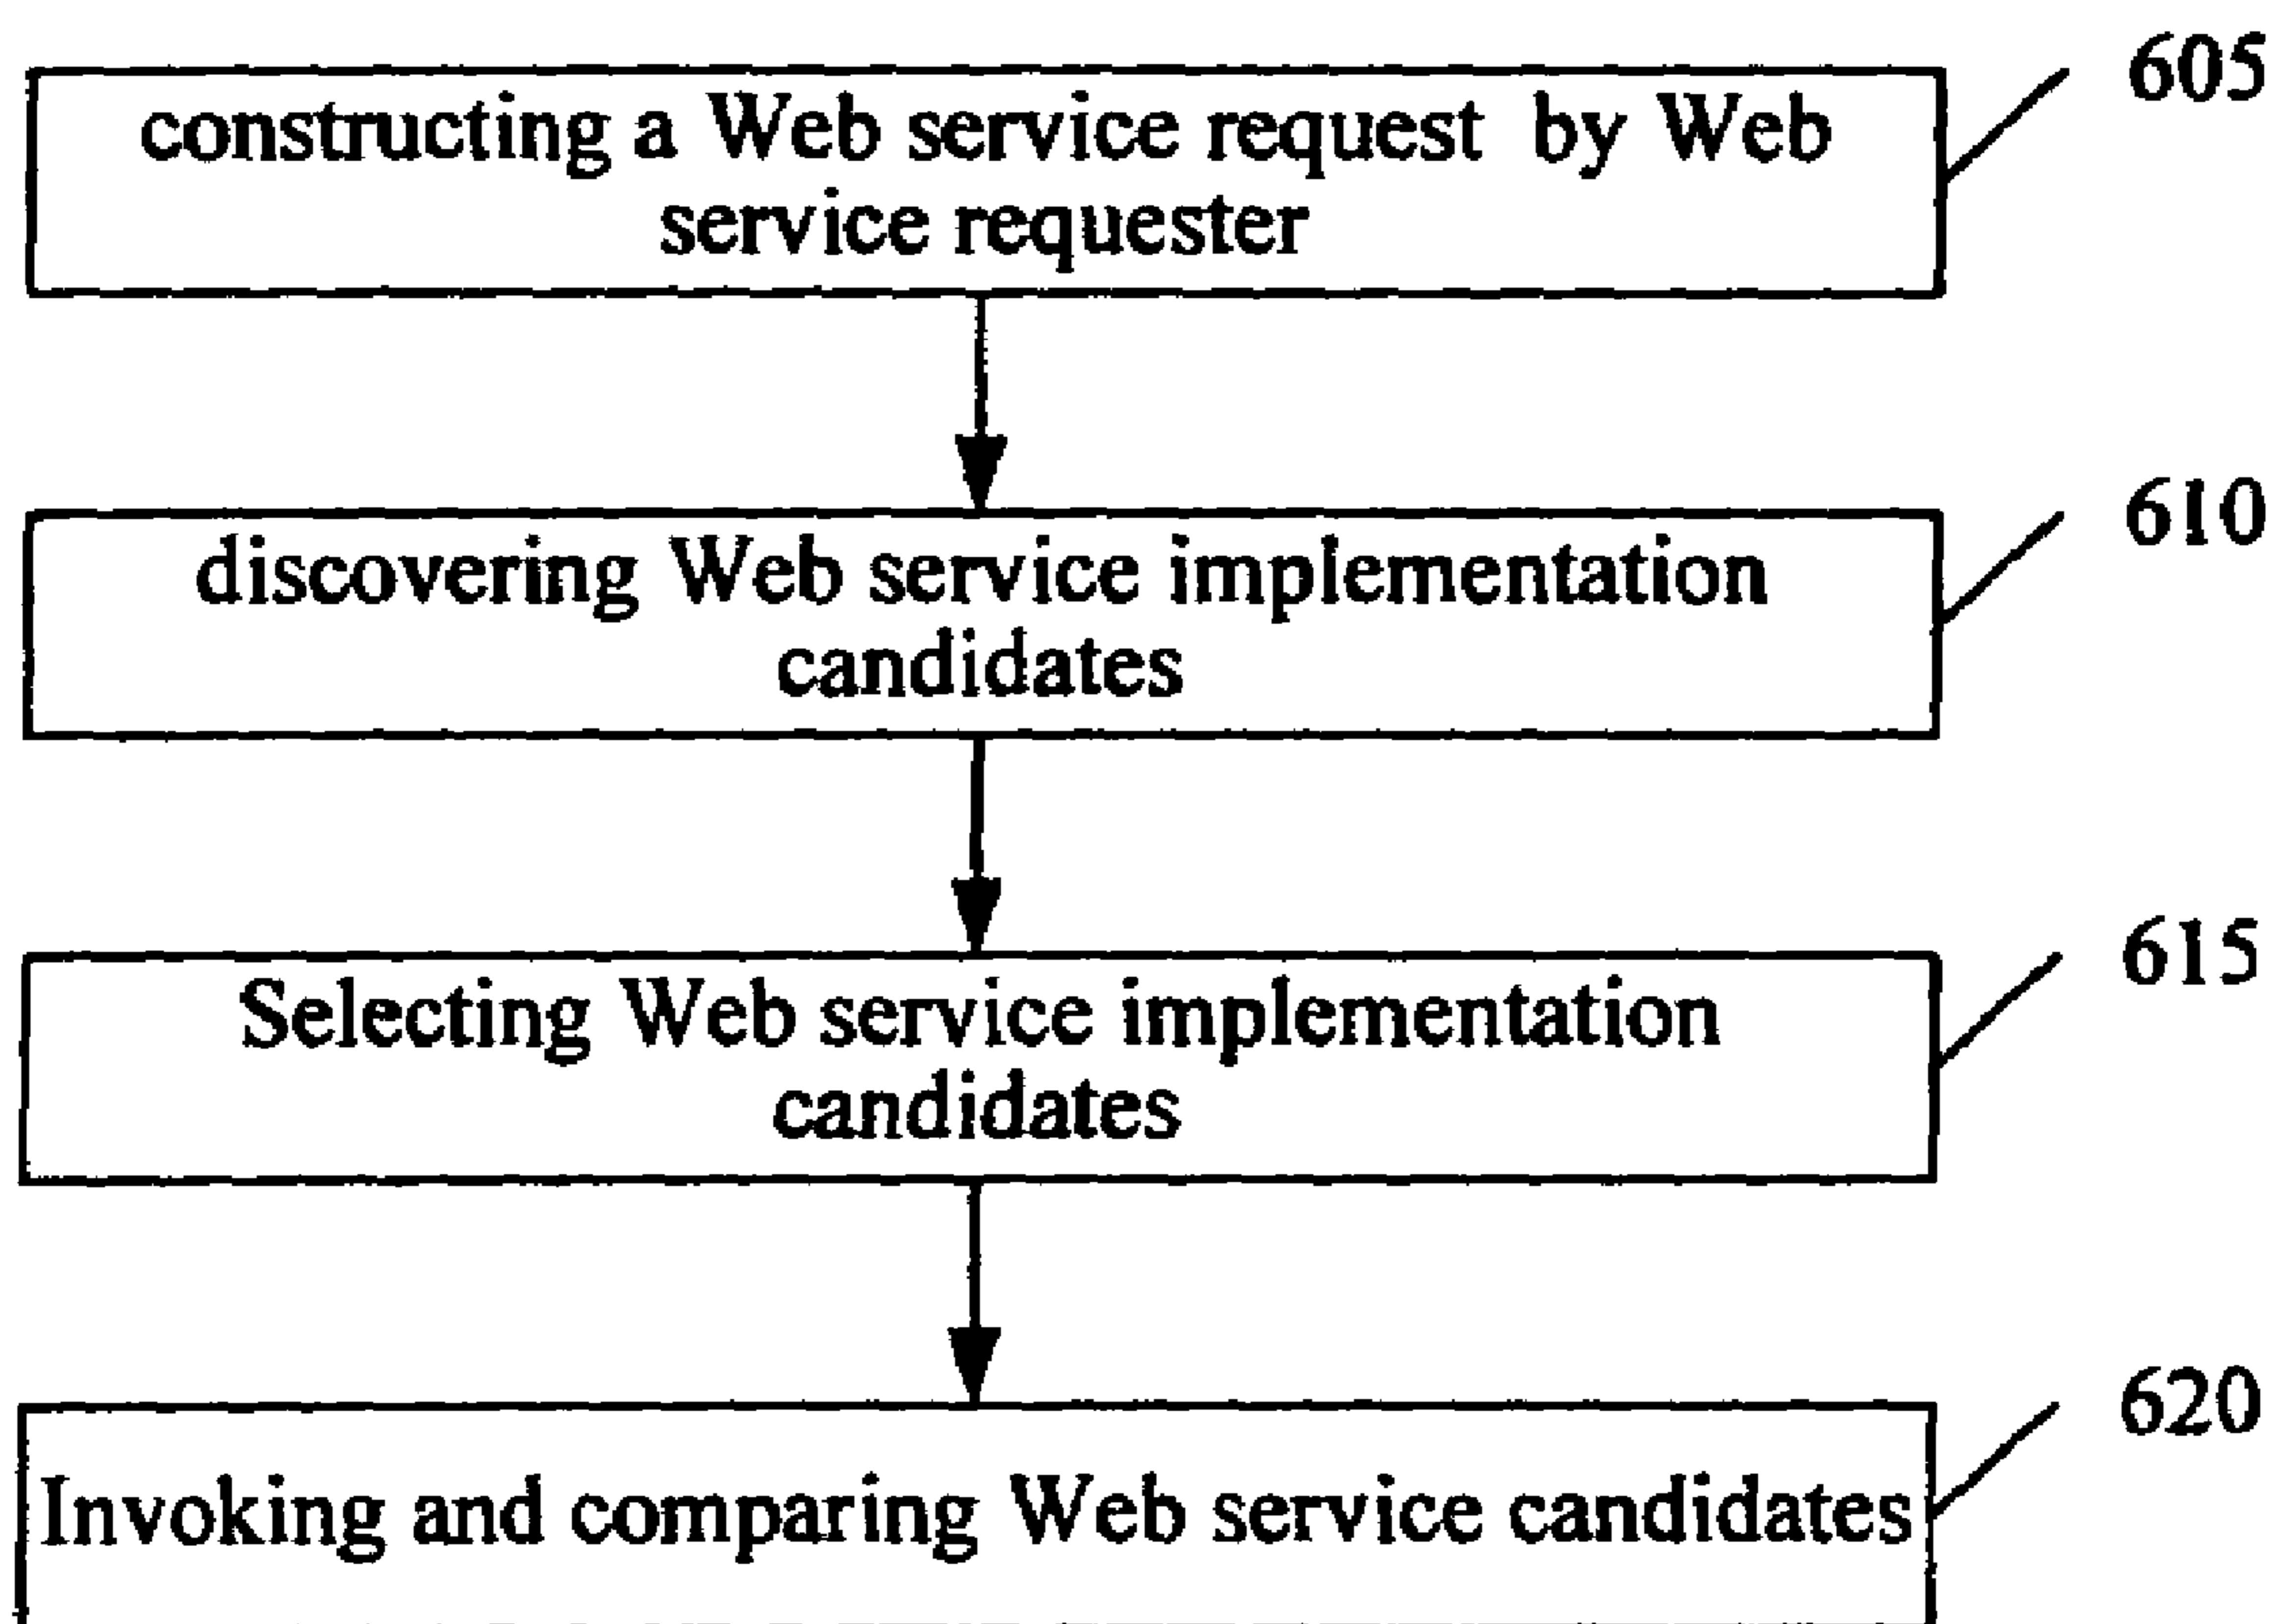 605
constructing a Web service request by Web
service requester
610
discovering Web service implementation
candidates
615
Selecting Web service implementation
candidates
620
Invoking and comparing Web service candidates